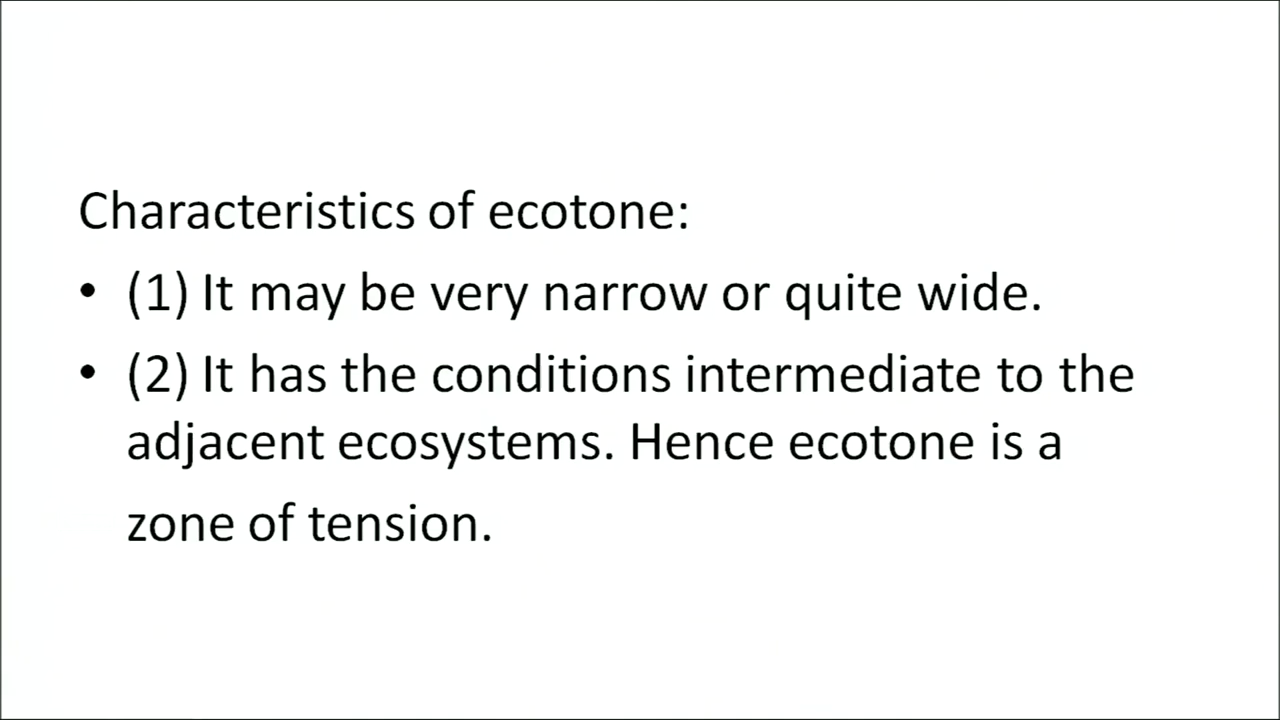 Characteristics of ecotone:
• (1) It may be very narrow or quite wide.
• (2) It has the conditions intermediate to the
adjacent ecosystems. Hence ecotone is a
zone of tension.